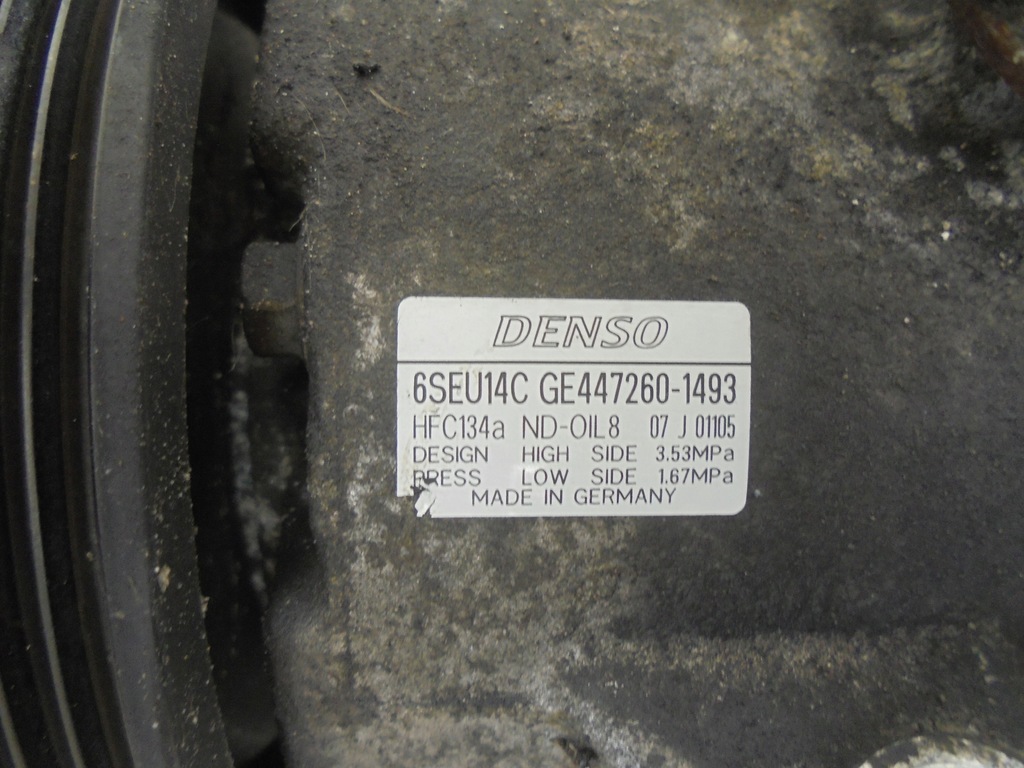 DENSO
6SEU14C GE447260-1493
HFC134a ND-OIL8 07 J 01105
DESIGN HIGH SIDE 3.53MPa
PRESS LOW SIDE 1.67MPa
MADE IN GERMANY